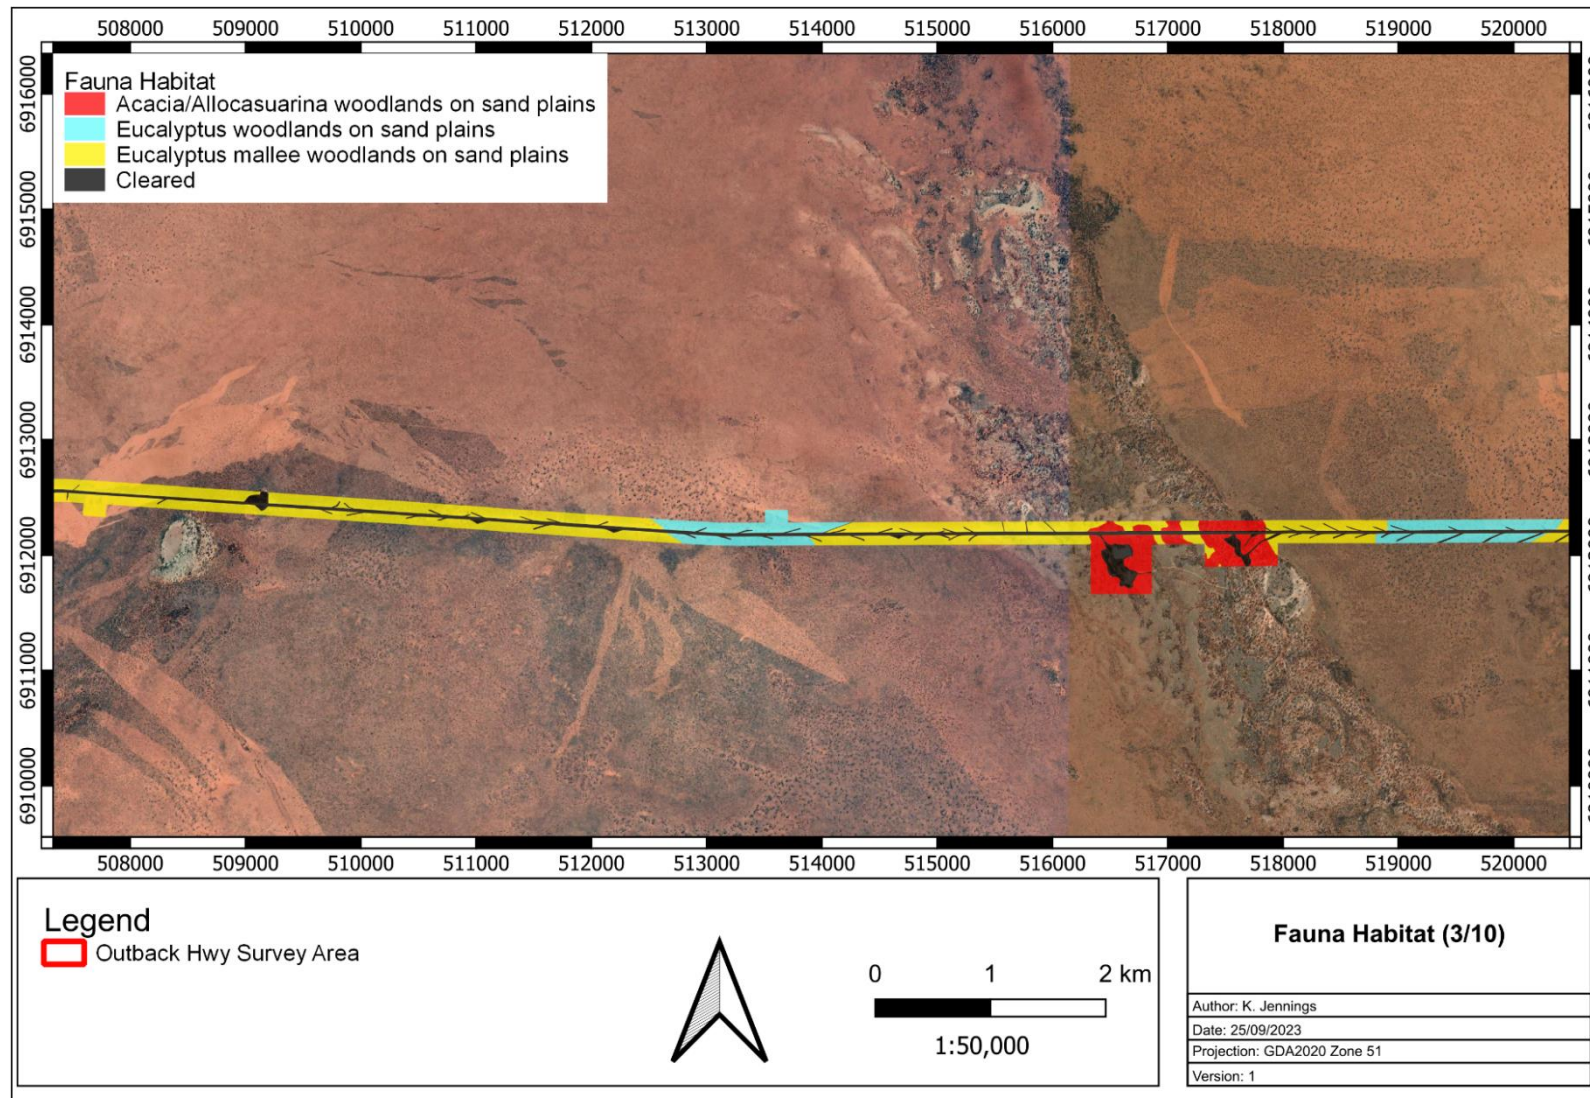 508000 509000 510000 511000 512000 513000 514000 515000 516000 517000 518000 519000 520000
Fauna Habitat
Acacia/Allocasuarina woodlands on sand plains
Eucalyptus woodlands on sand plains
Eucalyptus mallee woodlands on sand plains
Cleared
6916000
6915000
6914000
6913000
6912000
6911000
6910000
508000 509000 510000 511000 512000 513000 514000 515000 516000 517000 518000 519000 520000
Legend
Outback Hwy Survey Area
0 1 2 km
1:50,000
Fauna Habitat (3/10)
Author: K. Jennings
Date: 25/09/2023
Projection: GDA2020 Zone 51
Version: 1